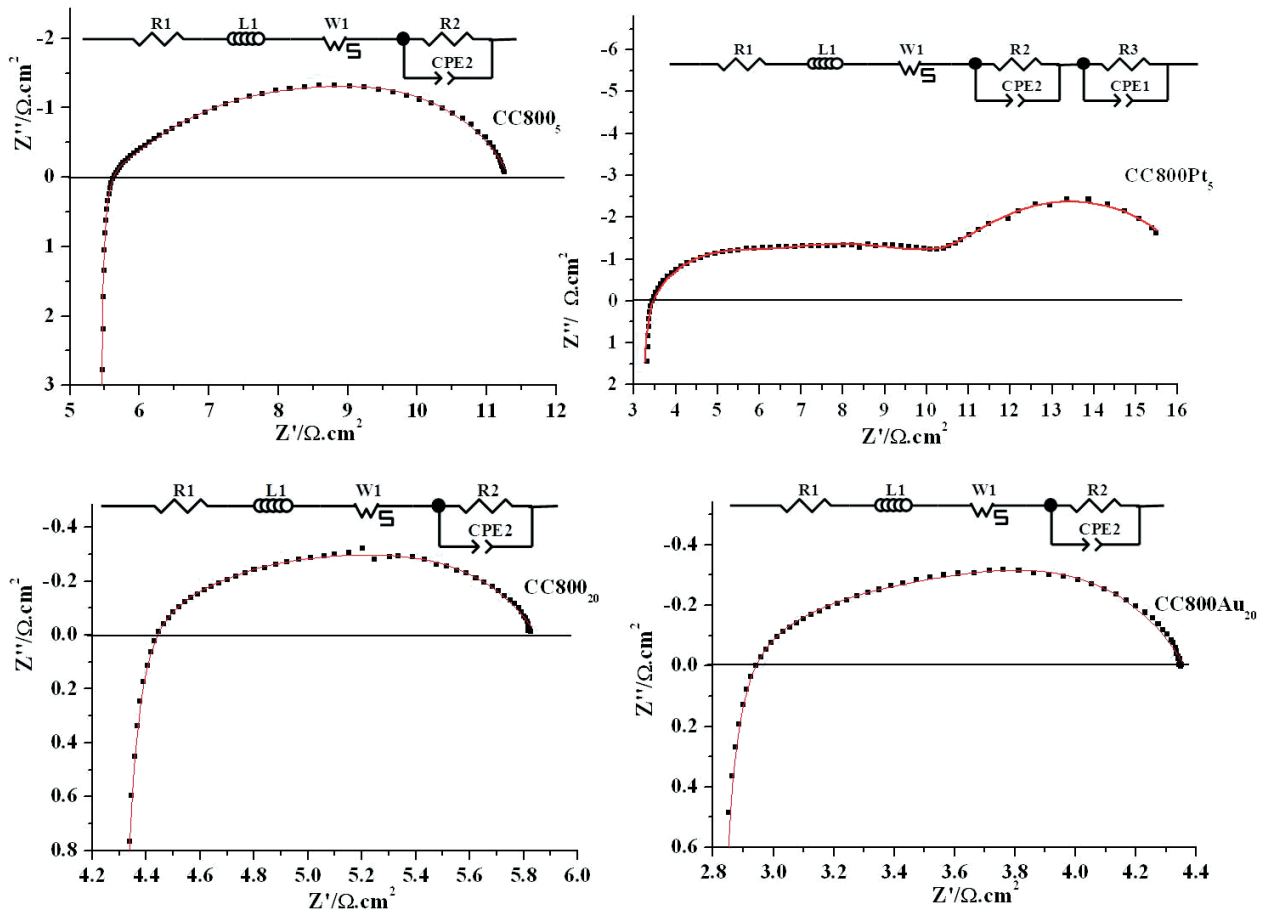 R1 L1 W1 R2
CPE2
CC800₅
Z''/Ω.cm²
-2
-1
0
1
2
3
5 6 7 8 9 10 11 12
Z'/Ω.cm²
R1 L1 W1 R2 R3
CPE2 CPE1
CC800Pt₅
Z''/ Ω.cm²
-6
-5
-4
-3
-2
-1
0
1
2
3 4 5 6 7 8 9 10 11 12 13 14 15 16
Z'/Ω.cm²
R1 L1 W1 R2
CPE2
CC800₂₀
Z''/Ω.cm²
-0.4
-0.2
0.0
0.2
0.4
0.6
0.8
4.2 4.4 4.6 4.8 5.0 5.2 5.4 5.6 5.8 6.0
Z'/Ω.cm²
R1 L1 W1 R2
CPE2
CC800Au₂₀
Z''/Ω.cm²
-0.4
-0.2
0.0
0.2
0.4
0.6
2.8 3.0 3.2 3.4 3.6 3.8 4.0 4.2 4.4
Z'/Ω.cm²